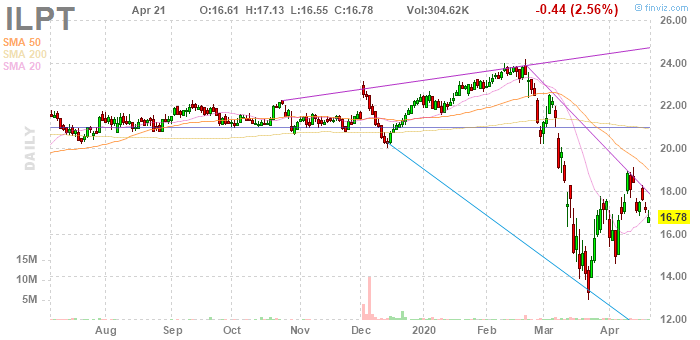 ILPT Apr 21 O:16.61 H:17.13 L:16.55 C:16.78 Vol:304.62K -0.44 (2.56%)
© finviz.com
SMA 50
SMA 200
SMA 20
DAILY
24.00
22.00
20.00
18.00
16.78
16.00
14.00
12.00
15M
10M
5M
Aug Sep Oct Nov Dec 2020 Feb Mar Apr